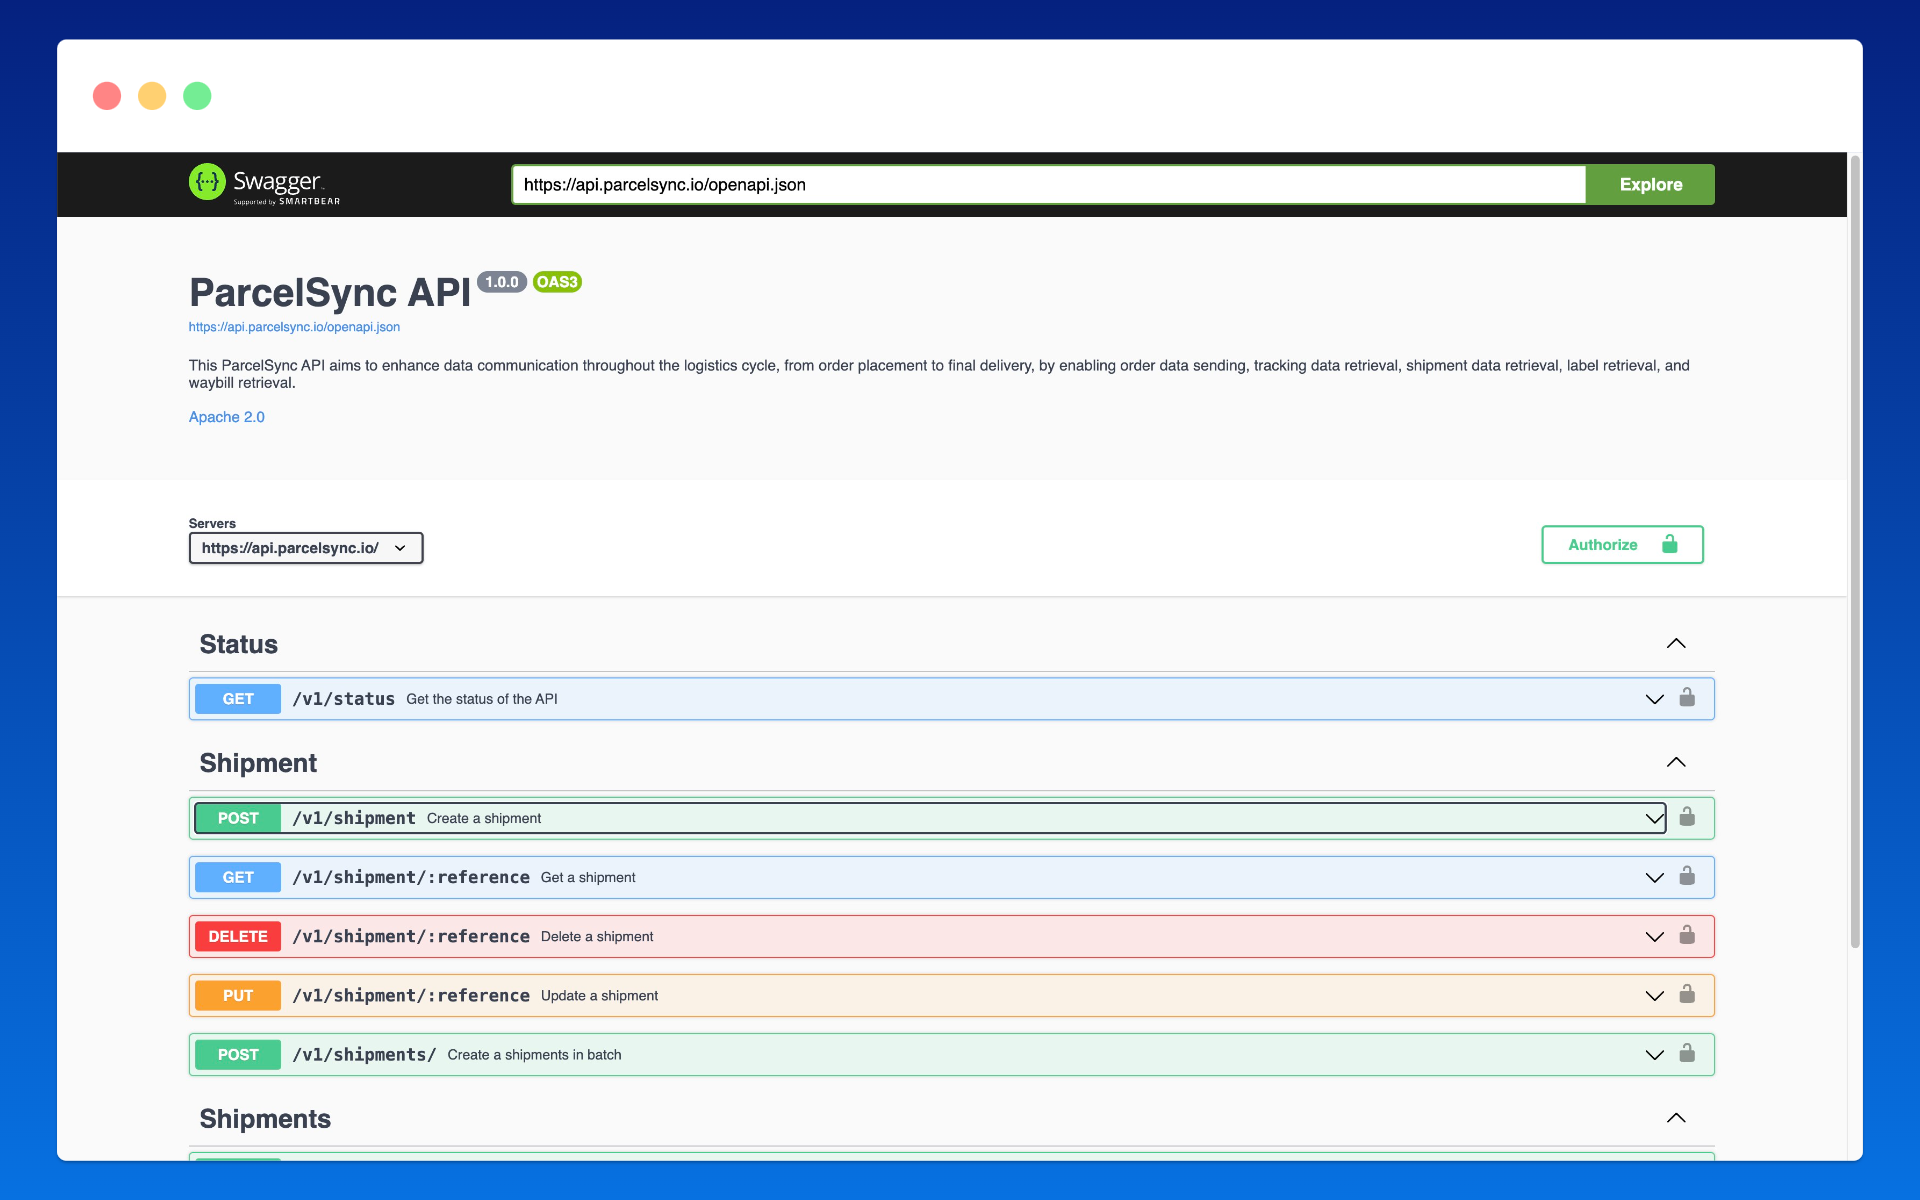 Swagger
Supported by SMARTBEAR
https://api.parcelsync.io/openapi.json
Explore
ParcelSync API 1.0.0 OAS3
https://api.parcelsync.io/openapi.json
This ParcelSync API aims to enhance data communication throughout the logistics cycle, from order placement to final delivery, by enabling order data sending, tracking data retrieval, shipment data retrieval, label retrieval, and
waybill retrieval.
Apache 2.0
Servers
https://api.parcelsync.io/
Authorize
Status
GET /v1/status Get the status of the API
Shipment
POST /v1/shipment Create a shipment
GET /v1/shipment/:reference Get a shipment
DELETE /v1/shipment/:reference Delete a shipment
PUT /v1/shipment/:reference Update a shipment
POST /v1/shipments/ Create a shipments in batch
Shipments